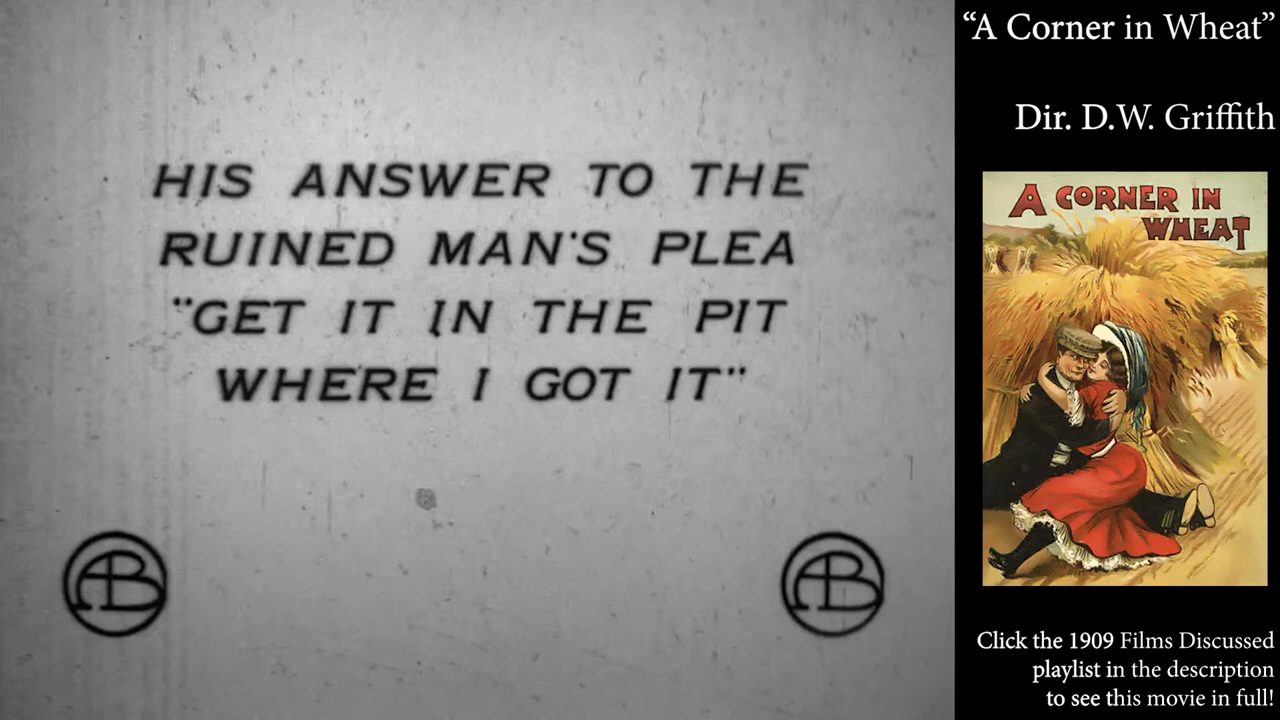 HIS ANSWER TO THE
RUINED MAN'S PLEA
"GET IT IN THE PIT
WHERE I GOT IT"
AB
AB
“A Corner in Wheat”
Dir. D.W. Griffith
A CORNER IN
WHEAT
Click the 1909 Films Discussed
playlist in the description
to see this movie in full!